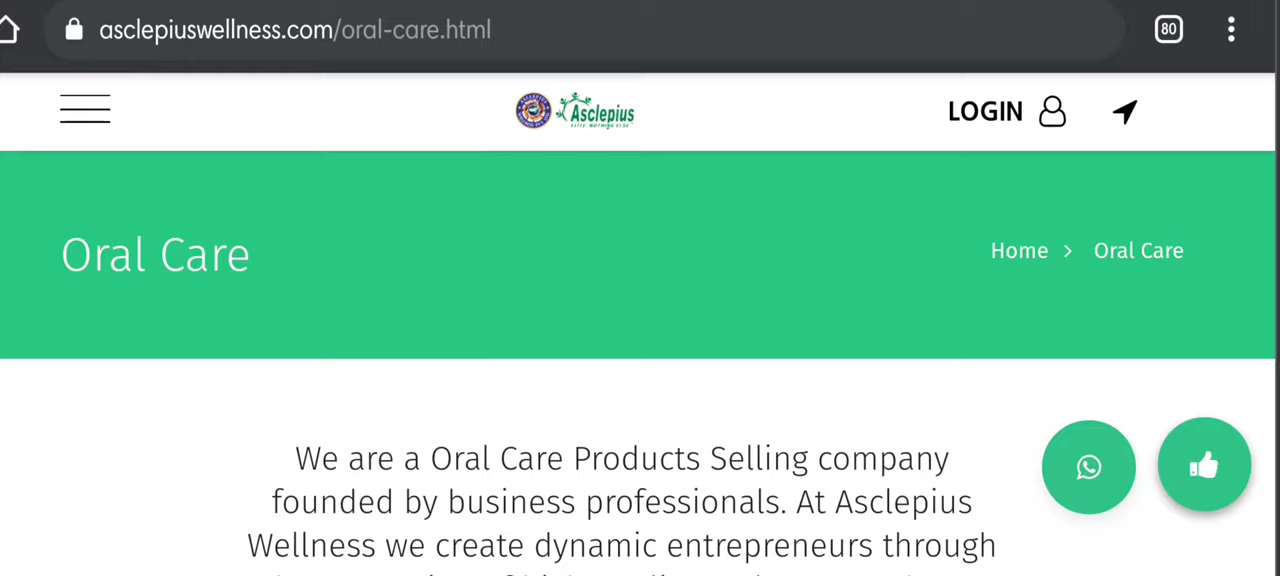 asclepiuswellness.com/oral-care.html
80
Asclepius
LOGIN
Oral Care
Home > Oral Care
We are a Oral Care Products Selling company
founded by business professionals. At Asclepius
Wellness we create dynamic entrepreneurs through